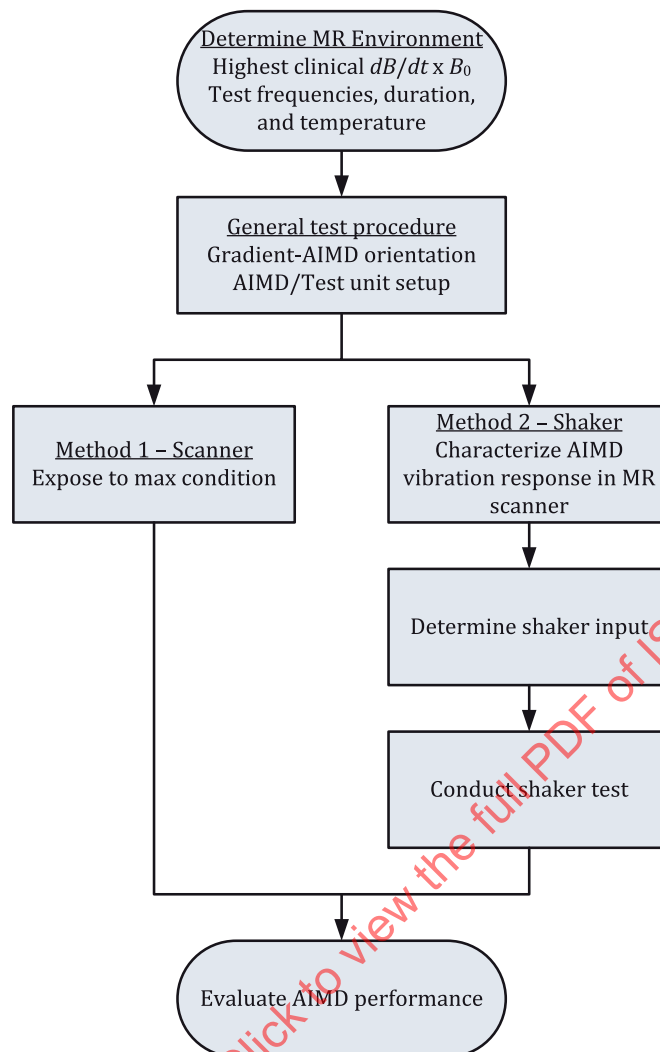 Determine MR Environment
Highest clinical dB/dt x B0
Test frequencies, duration,
and temperature
General test procedure
Gradient-AIMD orientation
AIMD/Test unit setup
Method 1 – Scanner
Expose to max condition
Method 2 – Shaker
Characterize AIMD
vibration response in MR
scanner
Determine shaker input
Conduct shaker test
Evaluate AIMD performance
Click to view the full PDF of